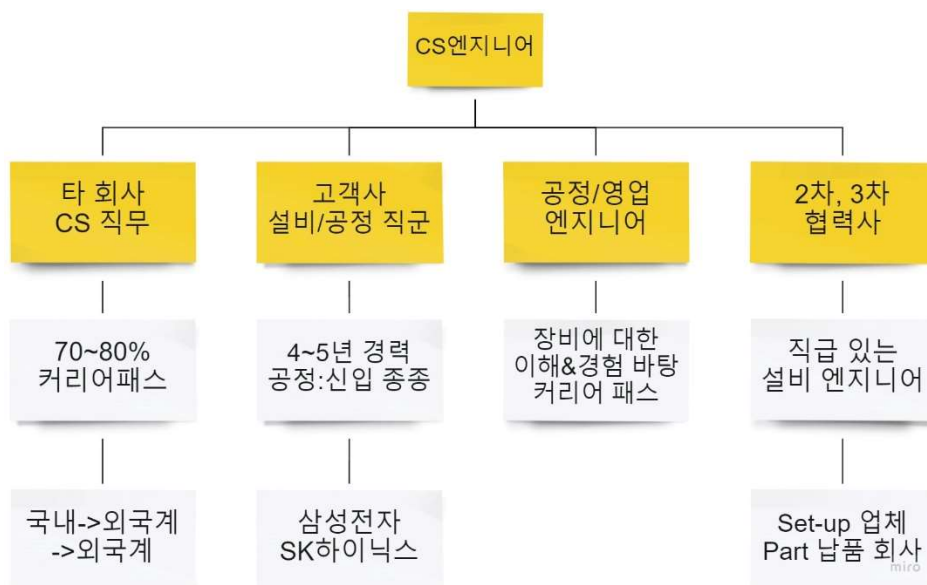 CS엔지니어
타 회사
CS 직무
고객사
설비/공정 직군
공정/영업
엔지니어
2차, 3차
협력사
70~80%
커리어패스
4~5년 경력
공정:신입 종종
장비에 대한
이해&경험 바탕
커리어 패스
직급 있는
설비 엔지니어
국내->외국계
->외국계
삼성전자
SK하이닉스
Set-up 업체
Part 납품 회사
miro